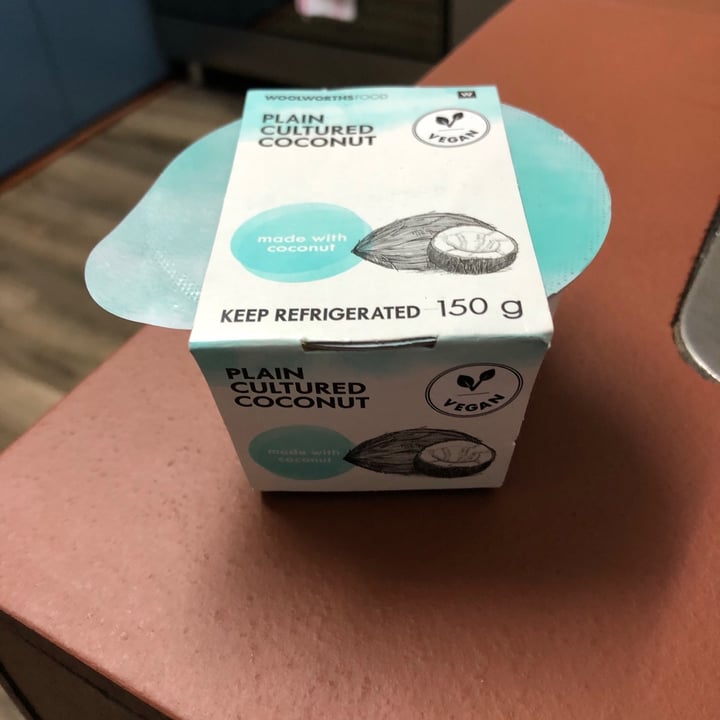 WOOLWORTHSFOOD W
PLAIN
CULTURED
COCONUT
VEGAN
made with
coconut
KEEP REFRIGERATED 150 g
PLAIN
CULTURED
COCONUT
VEGAN
made with
coconut